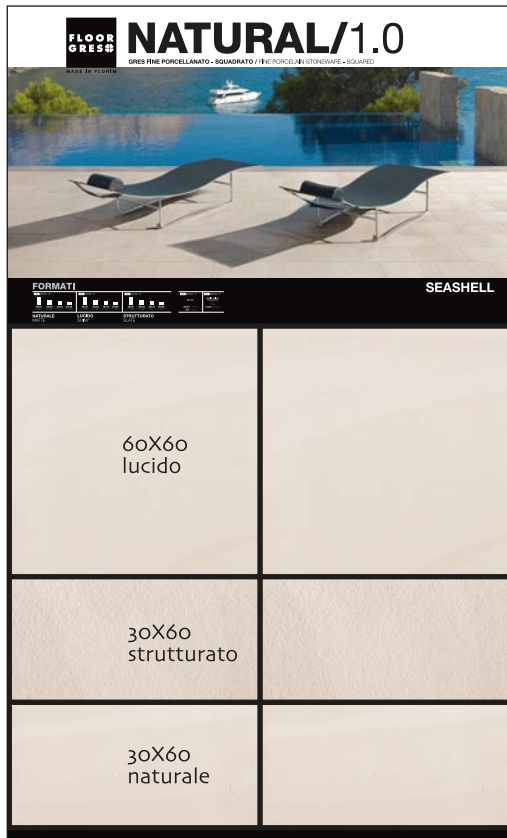 FLOOR
GRES
MADE IN FLORIM
NATURAL/1.0
GRES FINE PORCELLANATO - SQUADRATO / FINE PORCELAIN STONEWARE - SQUARED
FORMATI
SEASHELL
NATURALE
MATTE
LUCIDO
SHINY
STRUTTURATO
SLATE
60X60
lucido
30X60
strutturato
30X60
naturale